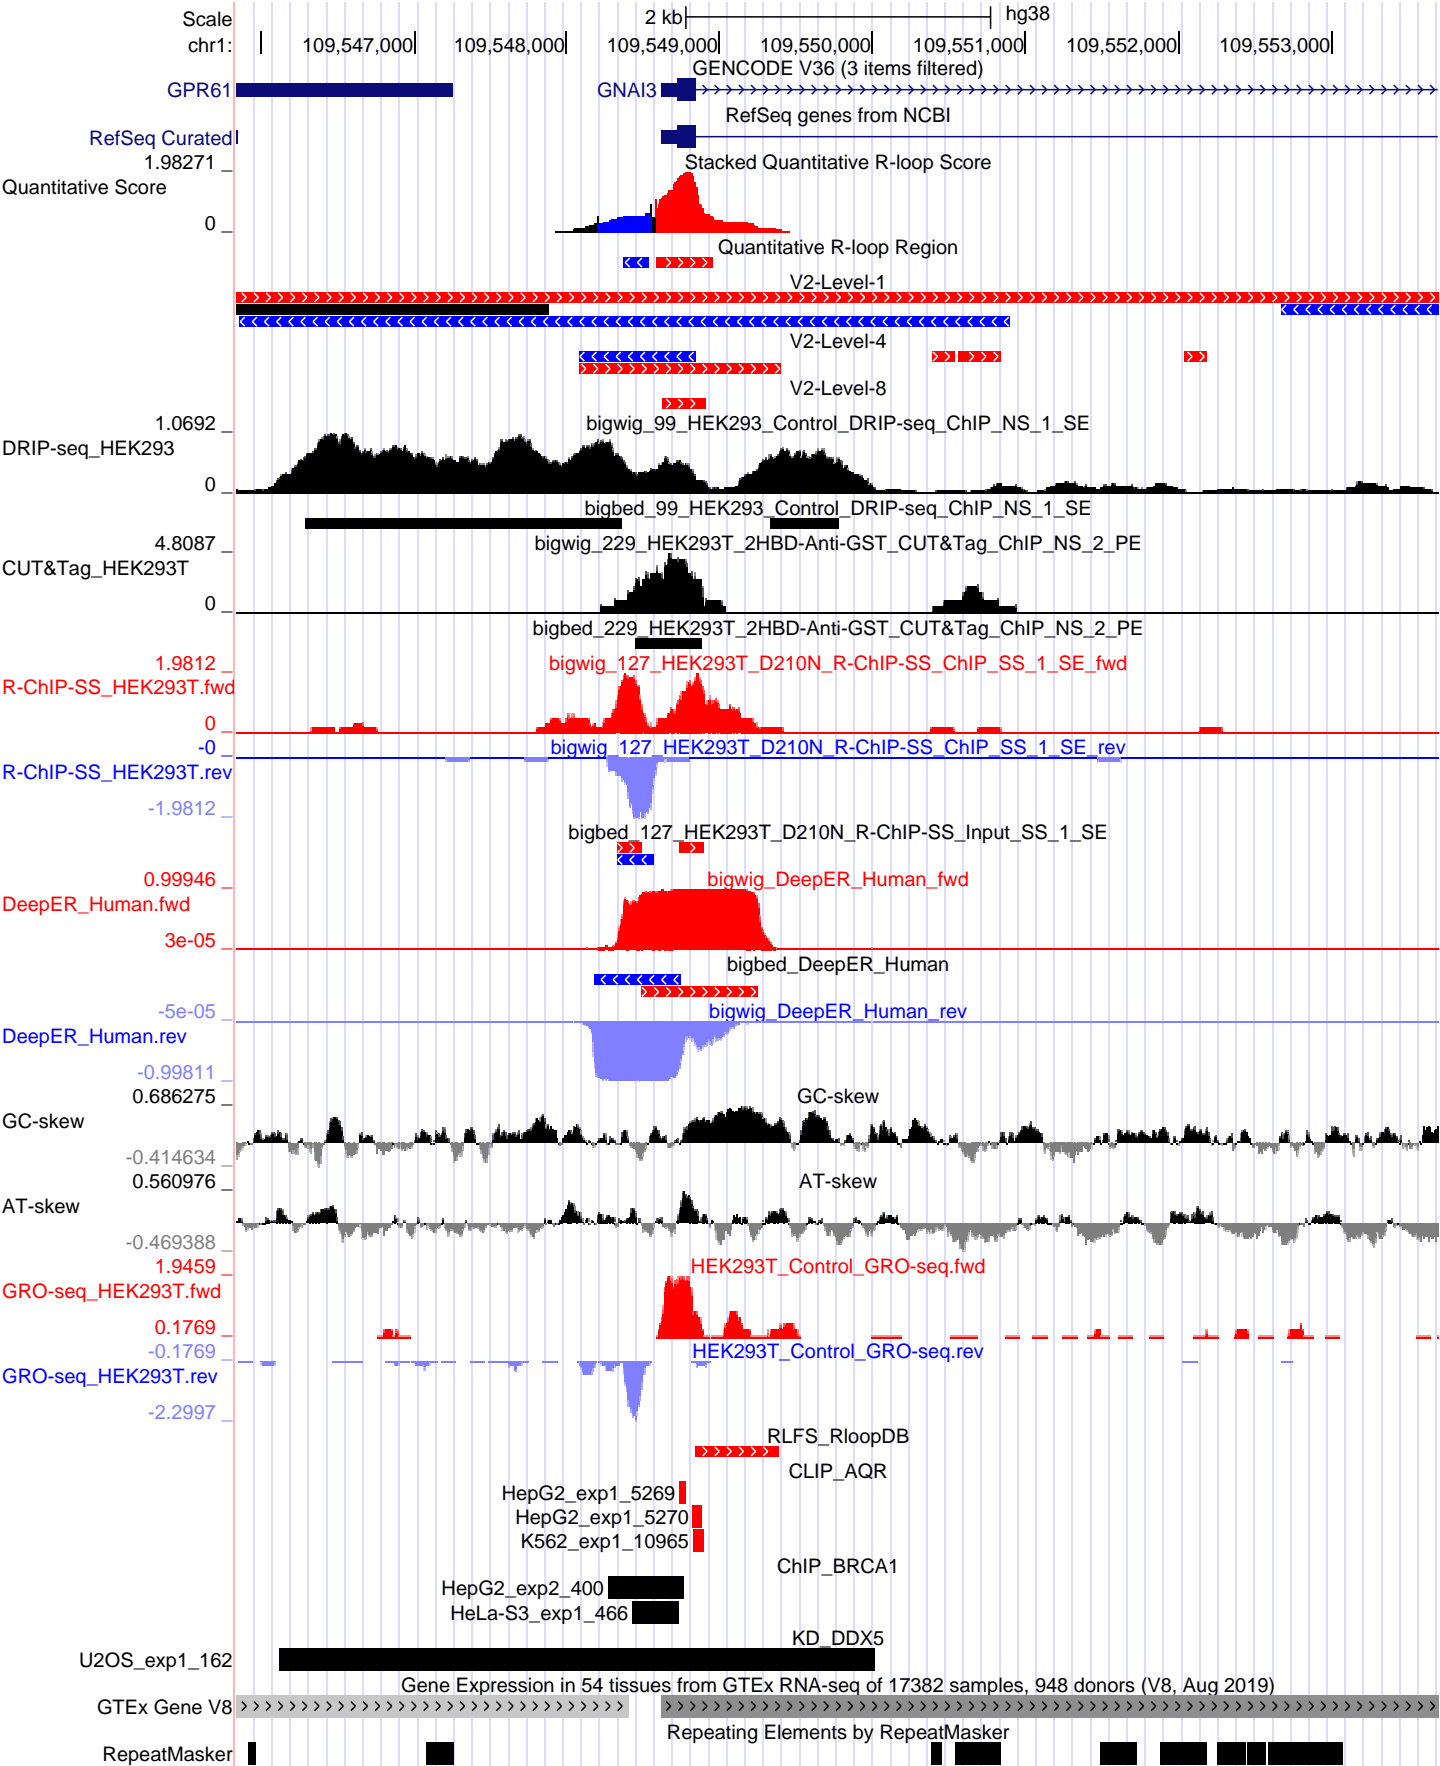 Scale 2 kb hg38
chr1: 109,547,000 109,548,000 109,549,000 109,550,000 109,551,000 109,552,000 109,553,000
GENCODE V36 (3 items filtered)
GPR61 GNAI3
RefSeq genes from NCBI
RefSeq Curated
1.98271 Stacked Quantitative R-loop Score
Quantitative Score
0
Quantitative R-loop Region
V2-Level-1
V2-Level-4
V2-Level-8
1.0692 bigwig_99_HEK293_Control_DRIP-seq_ChIP_NS_1_SE
DRIP-seq_HEK293
0
bigbed_99_HEK293_Control_DRIP-seq_ChIP_NS_1_SE
4.8087 bigwig_229_HEK293T_2HBD-Anti-GST_CUT&Tag_ChIP_NS_2_PE
CUT&Tag_HEK293T
0
bigbed_229_HEK293T_2HBD-Anti-GST_CUT&Tag_ChIP_NS_2_PE
1.9812 bigwig_127_HEK293T_D210N_R-ChIP-SS_ChIP_SS_1_SE_fwd
R-ChIP-SS_HEK293T.fwd
0
-0 bigwig_127_HEK293T_D210N_R-ChIP-SS_ChIP_SS_1_SE_rev
R-ChIP-SS_HEK293T.rev
-1.9812
bigbed_127_HEK293T_D210N_R-ChIP-SS_Input_SS_1_SE
0.99946 bigwig_DeepER_Human_fwd
DeepER_Human.fwd
3e-05
bigbed_DeepER_Human
-5e-05 bigwig_DeepER_Human_rev
DeepER_Human.rev
-0.99811
0.686275 GC-skew
GC-skew
-0.414634
0.560976 AT-skew
AT-skew
-0.469388
1.9459 HEK293T_Control_GRO-seq.fwd
GRO-seq_HEK293T.fwd
0.1769
-0.1769 HEK293T_Control_GRO-seq.rev
GRO-seq_HEK293T.rev
-2.2997
RLFS_RloopDB
CLIP_AQR
HepG2_exp1_5269
HepG2_exp1_5270
K562_exp1_10965
ChIP_BRCA1
HepG2_exp2_400
HeLa-S3_exp1_466
KD_DDX5
U2OS_exp1_162
Gene Expression in 54 tissues from GTEx RNA-seq of 17382 samples, 948 donors (V8, Aug 2019)
GTEx Gene V8
Repeating Elements by RepeatMasker
RepeatMasker